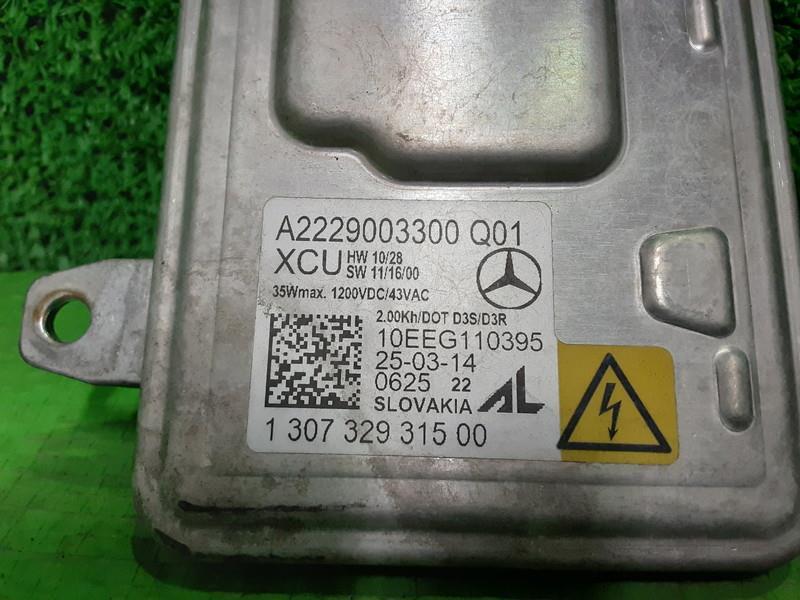 A2229003300 Q01
XCU HW 10/28
SW 11/16/00
35Wmax. 1200VDC/43VAC
2.00Kh/DOT D3S/D3R
10EEG110395
25-03-14
0625 22
SLOVAKIA AL
1 307 329 315 00